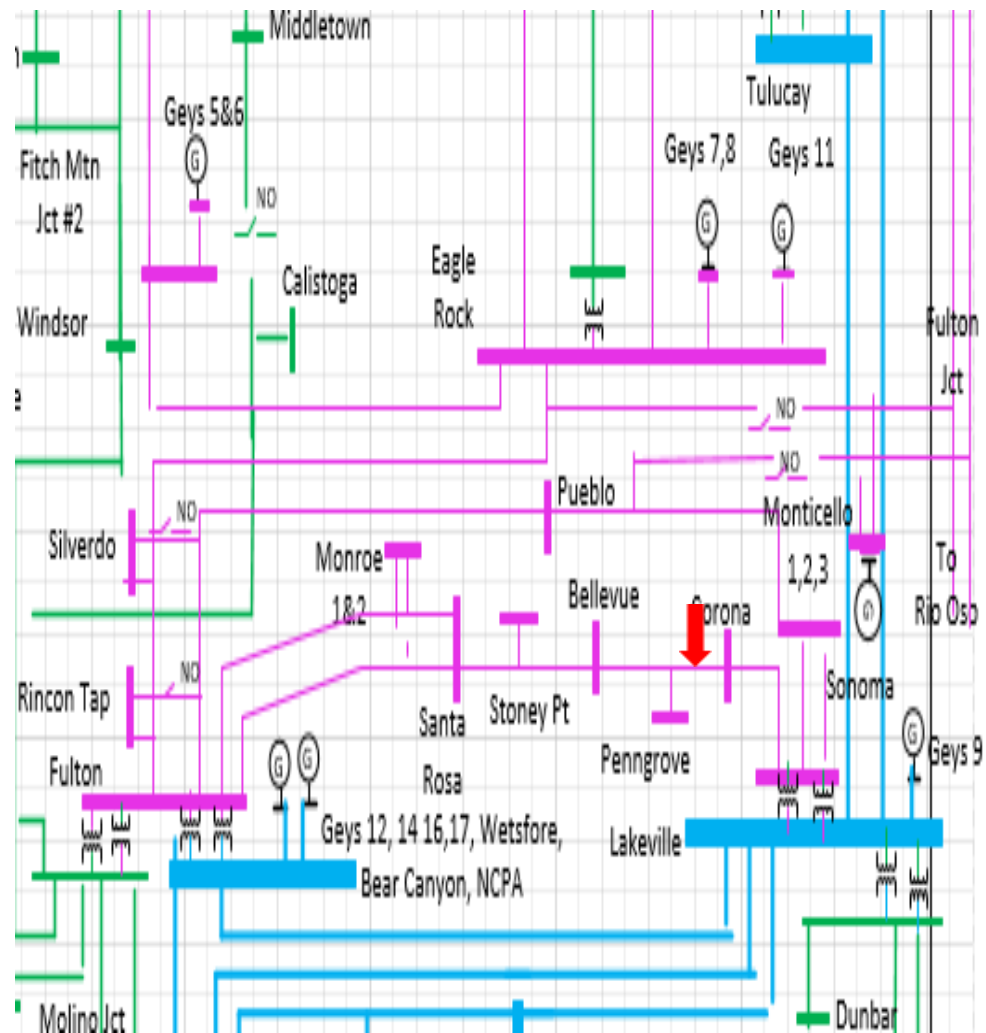 Middletown
Tulucay
Geys 5&6
G
Fitch Mtn
Jct #2
NO
Geys 7,8
Geys 11
G
G
Eagle
Rock
Calistoga
Windsor
Fulton
Jct
NO
NO
Pueblo
Monticello
1,2,3
NO
Silverdo
Monroe
1&2
Bellevue
Corona
To
Rio Oso
G
NO
Rincon Tap
Santa
Rosa
Stoney Pt
Sonoma
Penngrove
Fulton
G
G
G
Geys 9
Geys 12, 14 16,17, Wetsfore,
Bear Canyon, NCPA
Lakeville
Molino Jct
Dunbar